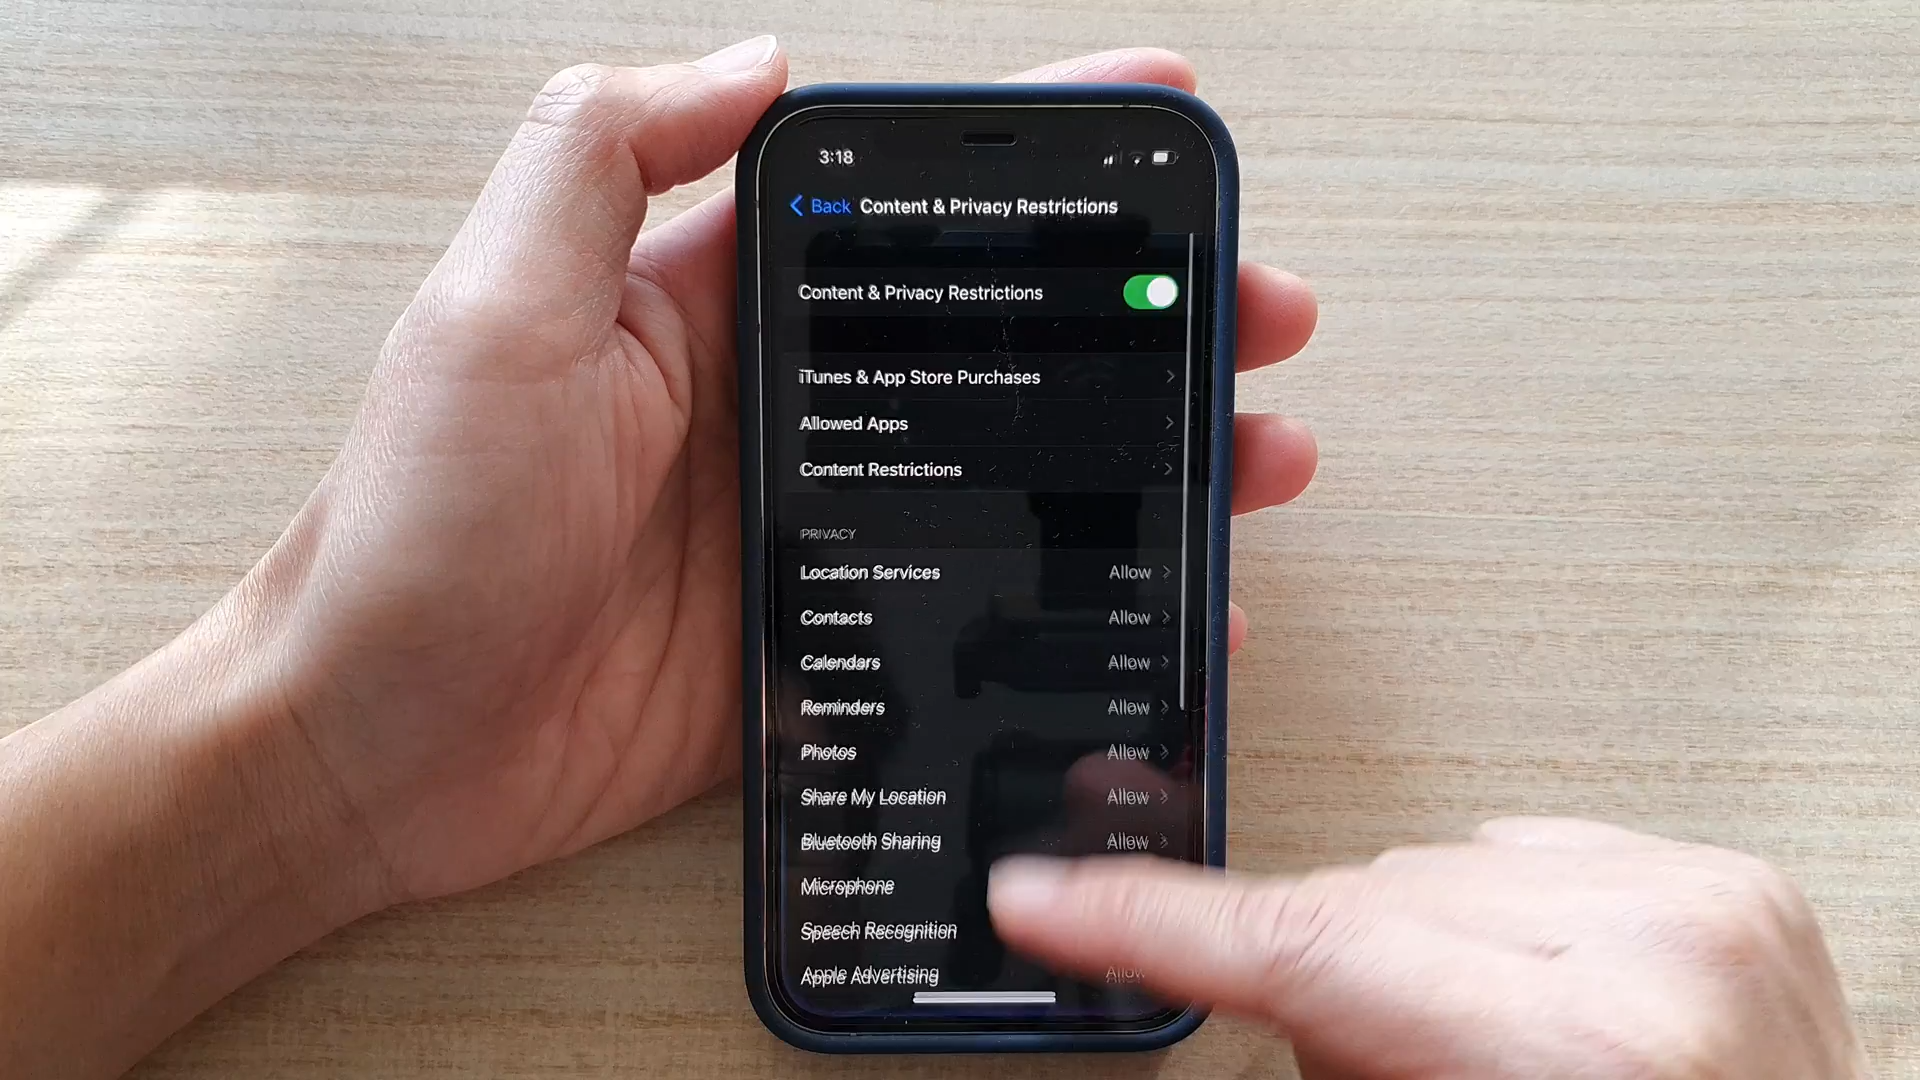 3:18
Back Content & Privacy Restrictions
Content & Privacy Restrictions
iTunes & App Store Purchases
Allowed Apps
Content Restrictions
PRIVACY
Location Services Allow
Contacts Allow
Calendars Allow
Reminders Allow
Photos Allow
Share My Location Allow
Bluetooth Sharing Allow
Microphone
Speech Recognition
Apple Advertising Allow